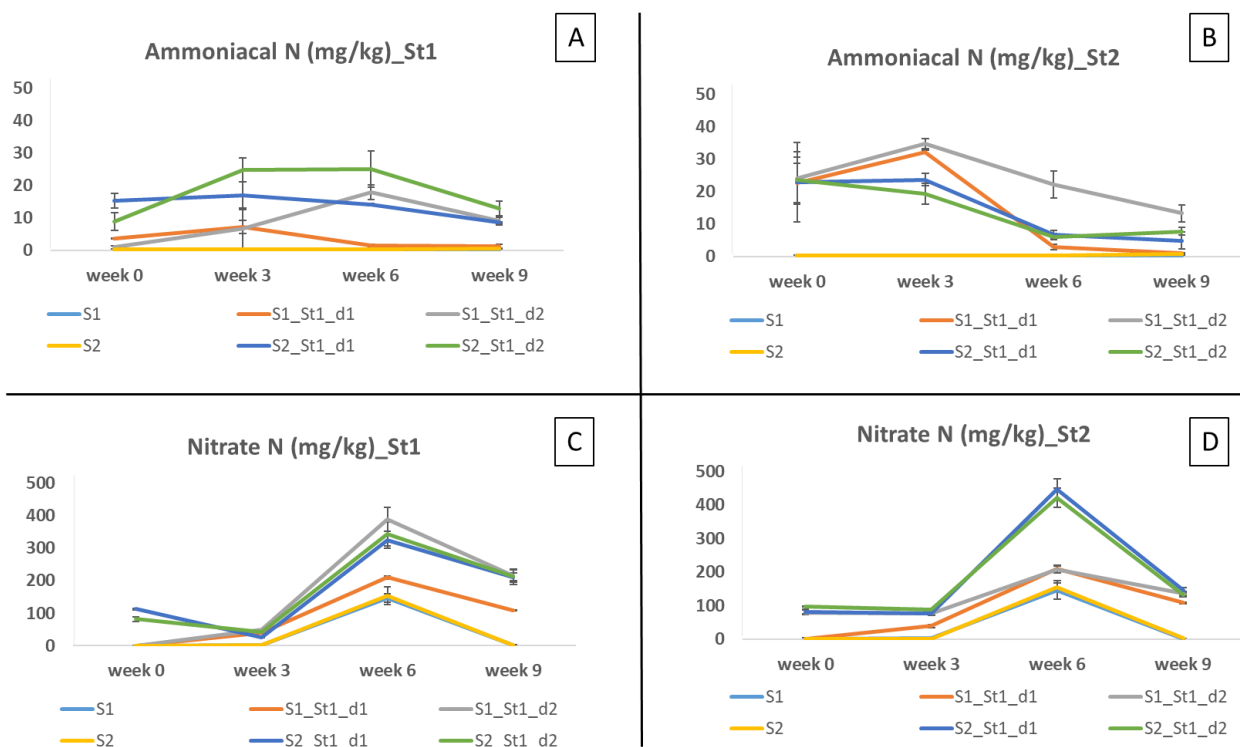 A
Ammoniacal N (mg/kg)_St1
50
40
30
20
10
0
week 0 week 3 week 6 week 9
S1 S1_St1_d1 S1_St1_d2
S2 S2_St1_d1 S2_St1_d2
B
Ammoniacal N (mg/kg)_St2
50
40
30
20
10
0
week 0 week 3 week 6 week 9
S1 S1_St1_d1 S1_St1_d2
S2 S2_St1_d1 S2_St1_d2
C
Nitrate N (mg/kg)_St1
500
400
300
200
100
0
week 0 week 3 week 6 week 9
S1 S1_St1_d1 S1_St1_d2
S2 S2_St1_d1 S2_St1_d2
D
Nitrate N (mg/kg)_St2
500
400
300
200
100
0
week 0 week 3 week 6 week 9
S1 S1_St1_d1 S1_St1_d2
S2 S2_St1_d1 S2_St1_d2